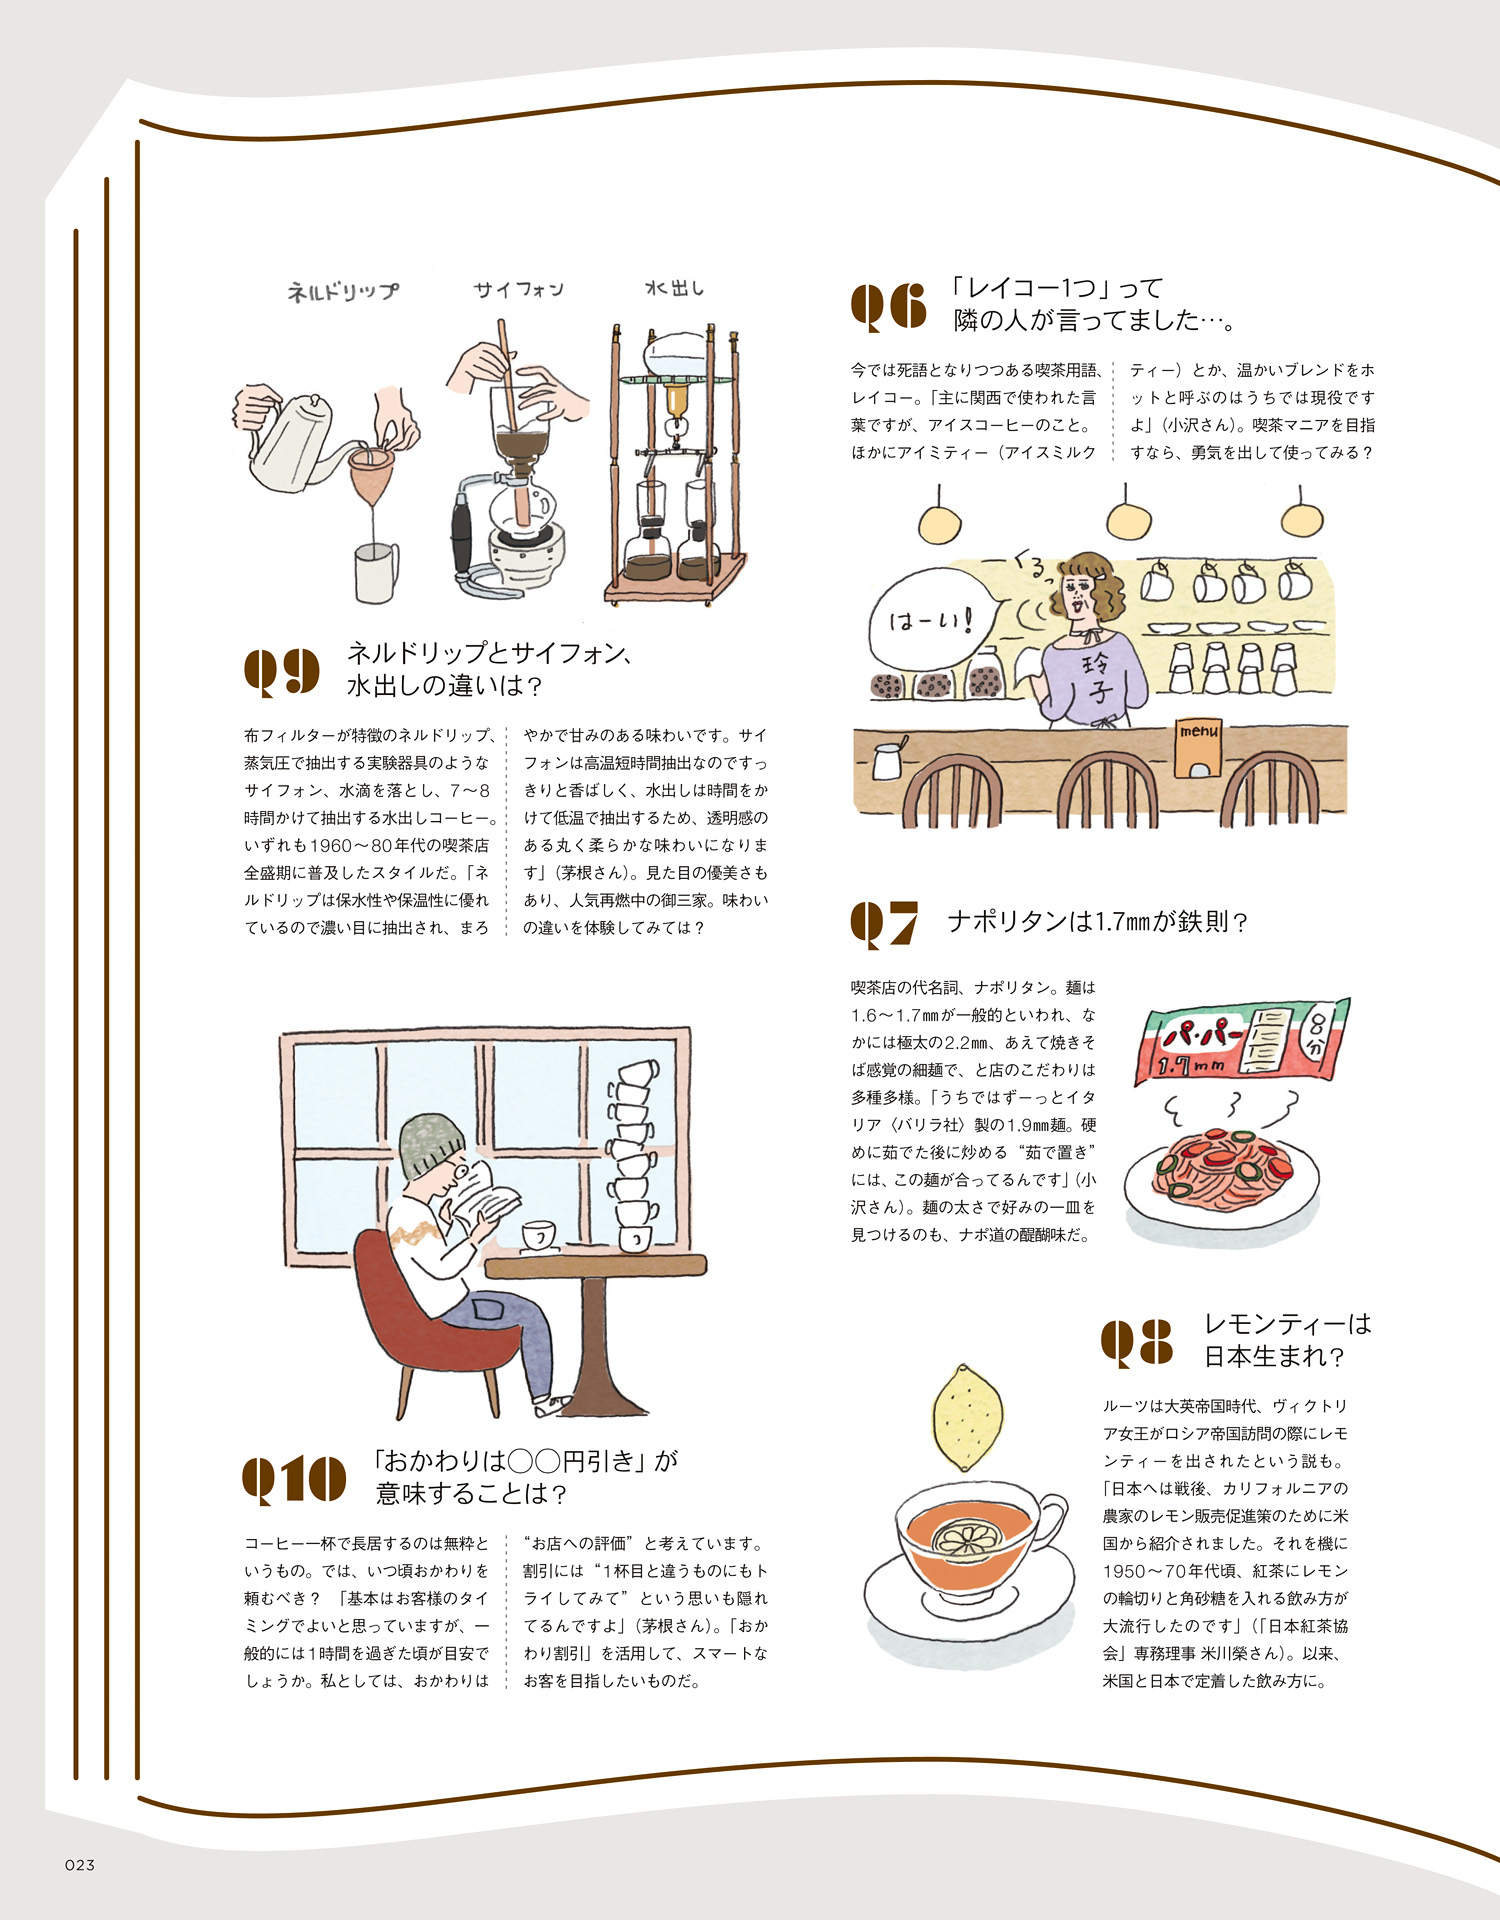 Q6
「レイコー1つ」って
隣の人が言ってました…。
今では死語となりつつある喫茶用語、
レイコー。「主に関西で使われた言
葉ですが、アイスコーヒーのこと。
ほかにアイミティー（アイスミルク
ティー）とか、温かいブレンドをホ
ットと呼ぶのはうちでは現役です
よ」（小沢さん）。喫茶マニアを目指
すなら、勇気を出して使ってみる？
くるっ
はーい！
玲子
menu
Q7
ナポリタンは1.7㎜が鉄則？
喫茶店の代名詞、ナポリタン。麺は
1.6〜1.7㎜が一般的といわれ、な
かには極太の2.2㎜、あえて焼きそ
ば感覚の細麺で、と店のこだわりは
多種多様。「うちではずーっとイタ
リア〈バリラ社〉製の1.9㎜麺。硬
めに茹でた後に炒める“茹で置き”
には、この麺が合ってるんです」（小
沢さん）。麺の太さで好みの一皿を
見つけるのも、ナポ道の醍醐味だ。
パ・パー
1.7mm
8分
Q8
レモンティーは
日本生まれ？
ルーツは大英帝国時代、ヴィクトリ
ア女王がロシア帝国訪問の際にレモ
ンティーを出されたという説も。
「日本へは戦後、カリフォルニアの
農家のレモン販売促進策のために米
国から紹介されました。それを機に
1950〜70年代頃、紅茶にレモン
の輪切りと角砂糖を入れる飲み方が
大流行したのです」（「日本紅茶協
会」専務理事 米川榮さん）。以来、
米国と日本で定着した飲み方に。
ネルドリップ
サイフォン
水出し
Q9
ネルドリップとサイフォン、
水出しの違いは？
布フィルターが特徴のネルドリップ、
蒸気圧で抽出する実験器具のような
サイフォン、水滴を落とし、7〜8
時間かけて抽出する水出しコーヒー。
いずれも1960〜80年代の喫茶店
全盛期に普及したスタイルだ。「ネ
ルドリップは保水性や保温性に優れ
ているので濃い目に抽出され、まろ
やかで甘みのある味わいです。サイ
フォンは高温短時間抽出なのですっ
きりと香ばしく、水出しは時間をか
けて低温で抽出するため、透明感の
ある丸く柔らかな味わいになりま
す」（茅根さん）。見た目の優美さも
あり、人気再燃中の御三家。味わい
の違いを体験してみては？
Q10
「おかわりは〇〇円引き」が
意味することは？
コーヒー一杯で長居するのは無粋と
いうもの。では、いつ頃おかわりを
頼むべき？　「基本はお客様のタイ
ミングでよいと思っていますが、一
般的には1時間を過ぎた頃が目安で
しょうか。私としては、おかわりは
“お店への評価”と考えています。
割引には“1杯目と違うものにもト
ライしてみて”という思いも隠れ
てるんですよ」（茅根さん）。「おか
わり割引」を活用して、スマートな
お客を目指したいものだ。
023